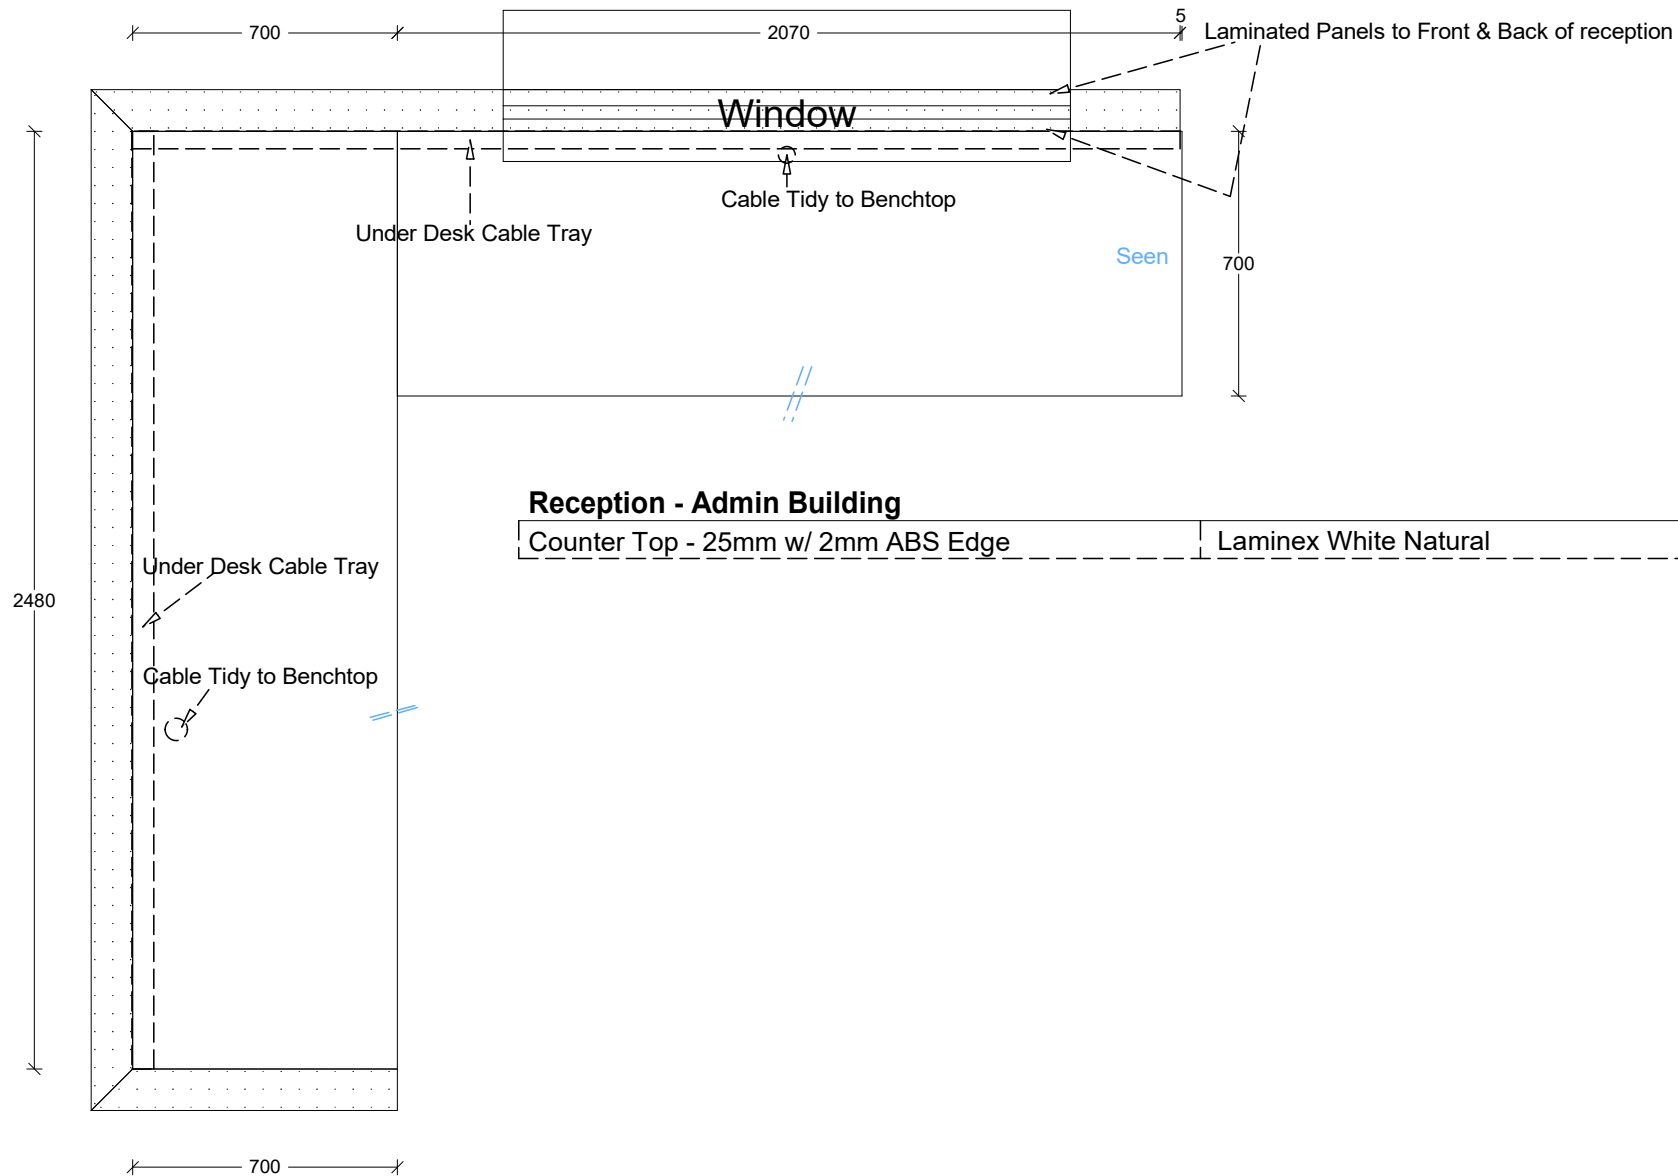 5
700
2070
Laminated Panels to Front & Back of reception
Window
Cable Tidy to Benchtop
Under Desk Cable Tray
Seen
700
Reception - Admin Building
Counter Top - 25mm w/ 2mm ABS Edge Laminex White Natural
Under Desk Cable Tray
2480
Cable Tidy to Benchtop
700